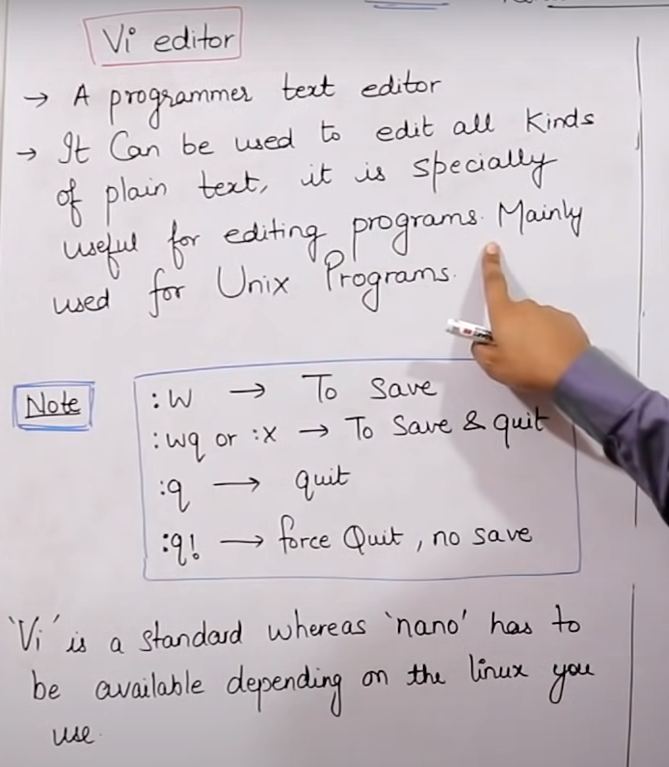 Vi editor
→ A programmer text editor
→ It Can be used to edit all Kinds
of plain text, it is specially
useful for editing programs. Mainly
used for Unix Programs.
Note
:w → To Save
:wq or :x → To Save & quit
:q → quit
:q! → force Quit, no save
'Vi' is a standard whereas 'nano' has to
be available depending on the linux you
use.